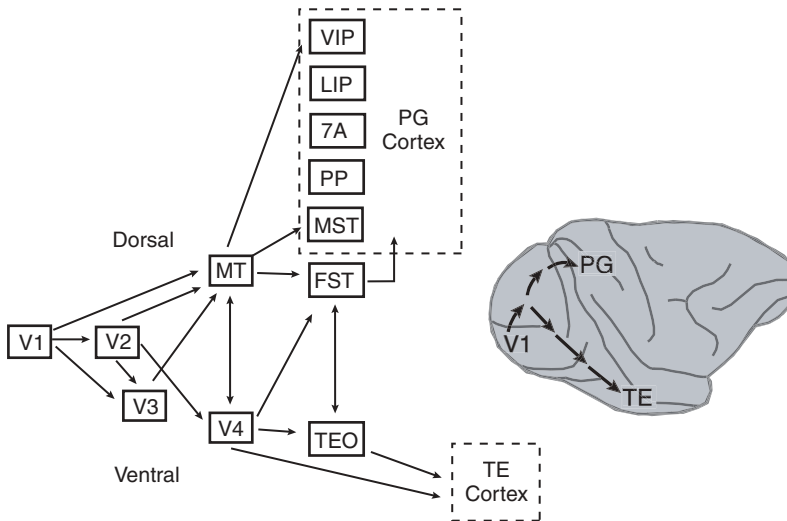 VIP
LIP
7A
PP
MST
PG
Cortex
Dorsal
MT
FST
V1
V2
V3
V4
TEO
Ventral
TE
Cortex
PG
V1
TE